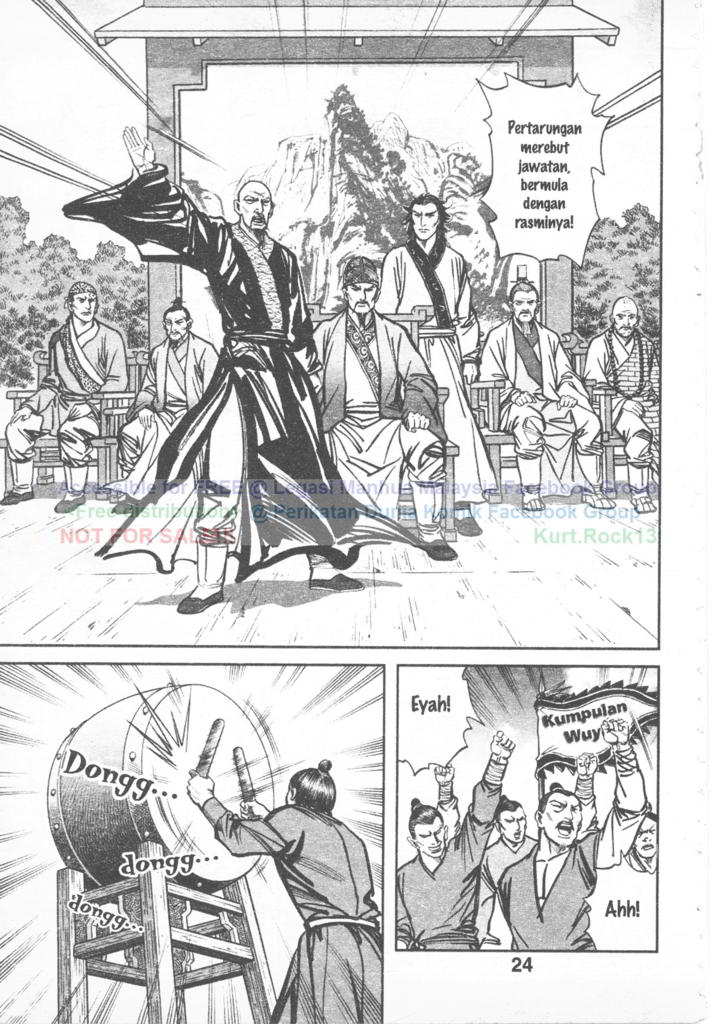 Pertarungan
merebut
jawatan,
bermula
dengan
rasminya!
Accessible for FREE @ Legasi Manhua Malaysia Facebook Group
-Free distribution- @ Perikatan Dunia Komik Facebook Group
NOT FOR SALE!!!
Kurt.Rock13
Dongg...
dongg...
dongg...
Eyah!
Kumpulan
Wuy
Ahh!
24